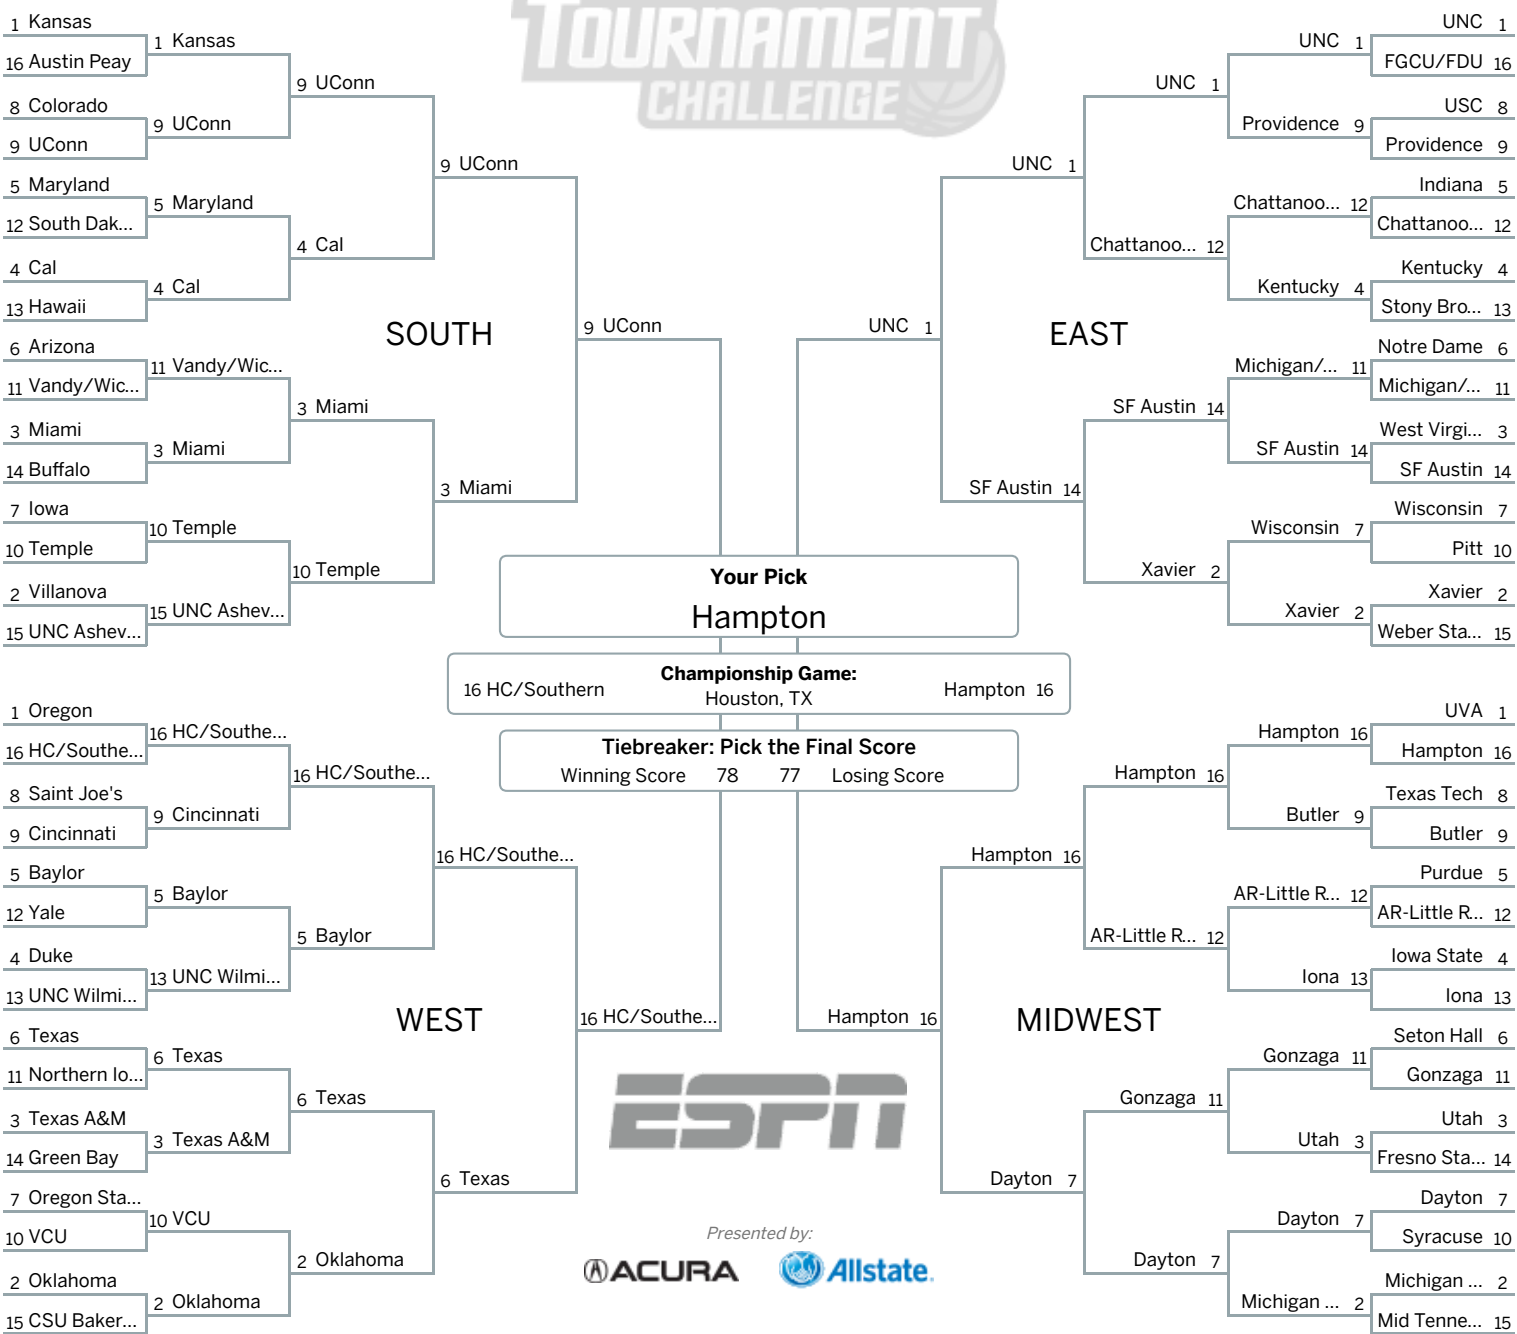 TOURNAMENT
CHALLENGE
1 Kansas
16 Austin Peay
8 Colorado
9 UConn
5 Maryland
12 South Dak...
4 Cal
13 Hawaii
6 Arizona
11 Vandy/Wic...
3 Miami
14 Buffalo
7 Iowa
10 Temple
2 Villanova
15 UNC Ashev...
1 Kansas
9 UConn
5 Maryland
4 Cal
11 Vandy/Wic...
3 Miami
10 Temple
15 UNC Ashev...
9 UConn
4 Cal
3 Miami
10 Temple
9 UConn
3 Miami
9 UConn
SOUTH
1 Oregon
16 HC/Southe...
8 Saint Joe's
9 Cincinnati
5 Baylor
12 Yale
4 Duke
13 UNC Wilmi...
6 Texas
11 Northern Io...
3 Texas A&M
14 Green Bay
7 Oregon Sta...
10 VCU
2 Oklahoma
15 CSU Baker...
16 HC/Southe...
9 Cincinnati
5 Baylor
13 UNC Wilmi...
6 Texas
3 Texas A&M
10 VCU
2 Oklahoma
16 HC/Southe...
5 Baylor
6 Texas
2 Oklahoma
16 HC/Southe...
6 Texas
16 HC/Southe...
WEST
Your Pick
Hampton
Championship Game:
16 HC/Southern
Houston, TX
Hampton 16
Tiebreaker: Pick the Final Score
Winning Score 78 77 Losing Score
UNC 1
FGCU/FDU 16
USC 8
Providence 9
Indiana 5
Chattanoo... 12
Kentucky 4
Stony Bro... 13
Notre Dame 6
Michigan/... 11
West Virgi... 3
SF Austin 14
Wisconsin 7
Pitt 10
Xavier 2
Weber Sta... 15
UNC 1
Providence 9
Chattanoo... 12
Kentucky 4
Michigan/... 11
SF Austin 14
Wisconsin 7
Xavier 2
UNC 1
Chattanoo... 12
SF Austin 14
Xavier 2
UNC 1
SF Austin 14
UNC 1
EAST
UVA 1
Hampton 16
Texas Tech 8
Butler 9
Purdue 5
AR-Little R... 12
Iowa State 4
Iona 13
Seton Hall 6
Gonzaga 11
Utah 3
Fresno Sta... 14
Dayton 7
Syracuse 10
Michigan ... 2
Mid Tenne... 15
Hampton 16
Butler 9
AR-Little R... 12
Iona 13
Gonzaga 11
Utah 3
Dayton 7
Michigan ... 2
Hampton 16
AR-Little R... 12
Gonzaga 11
Dayton 7
Hampton 16
Dayton 7
Hampton 16
MIDWEST
ESPN
Presented by:
ACURA
Allstate.